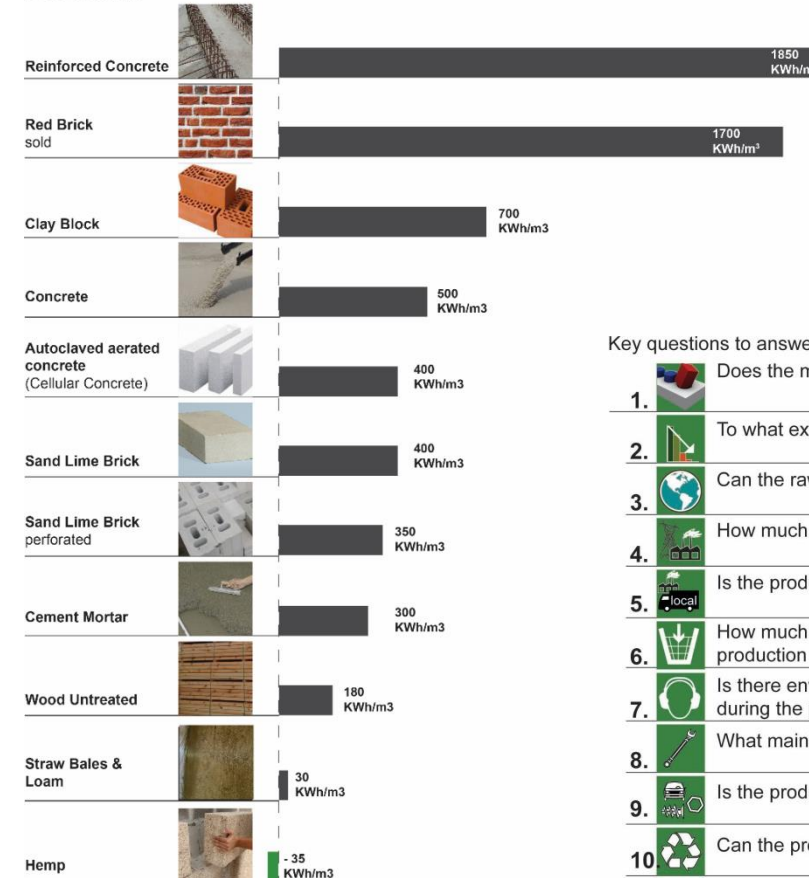 Reinforced Concrete
1850
KWh/m
Red Brick
sold
1700
KWh/m³
Clay Block
700
KWh/m3
Concrete
500
KWh/m3
Autoclaved aerated
concrete
(Cellular Concrete)
400
KWh/m3
Sand Lime Brick
400
KWh/m3
Sand Lime Brick
perforated
350
KWh/m3
Cement Mortar
300
KWh/m3
Wood Untreated
180
KWh/m3
Straw Bales &
Loam
30
KWh/m3
Hemp
- 35
KWh/m3
Key questions to answe
1. Does the m
2. To what ex
3. Can the rav
4. How much
5. local Is the prod
6. How much
production
7. Is there env
during the
8. What main
9. Is the prod
10. Can the pro